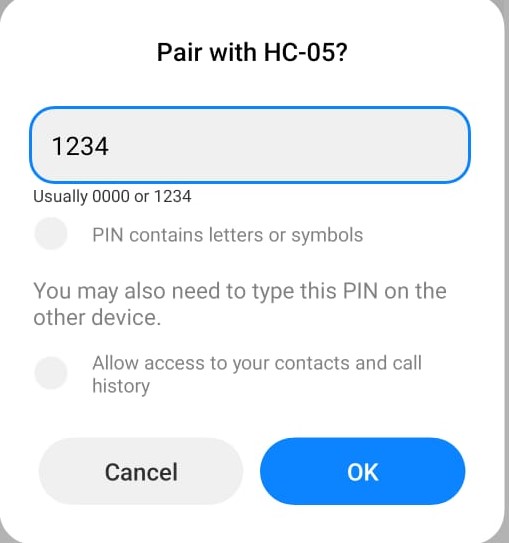 Pair with HC-05?
1234
Usually 0000 or 1234
PIN contains letters or symbols
You may also need to type this PIN on the
other device.
Allow access to your contacts and call
history
Cancel
OK